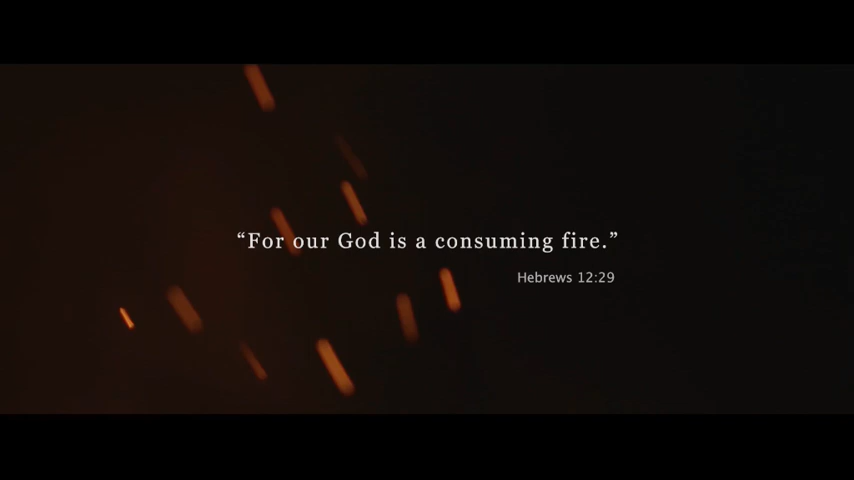 “For our God is a consuming fire.”
Hebrews 12:29